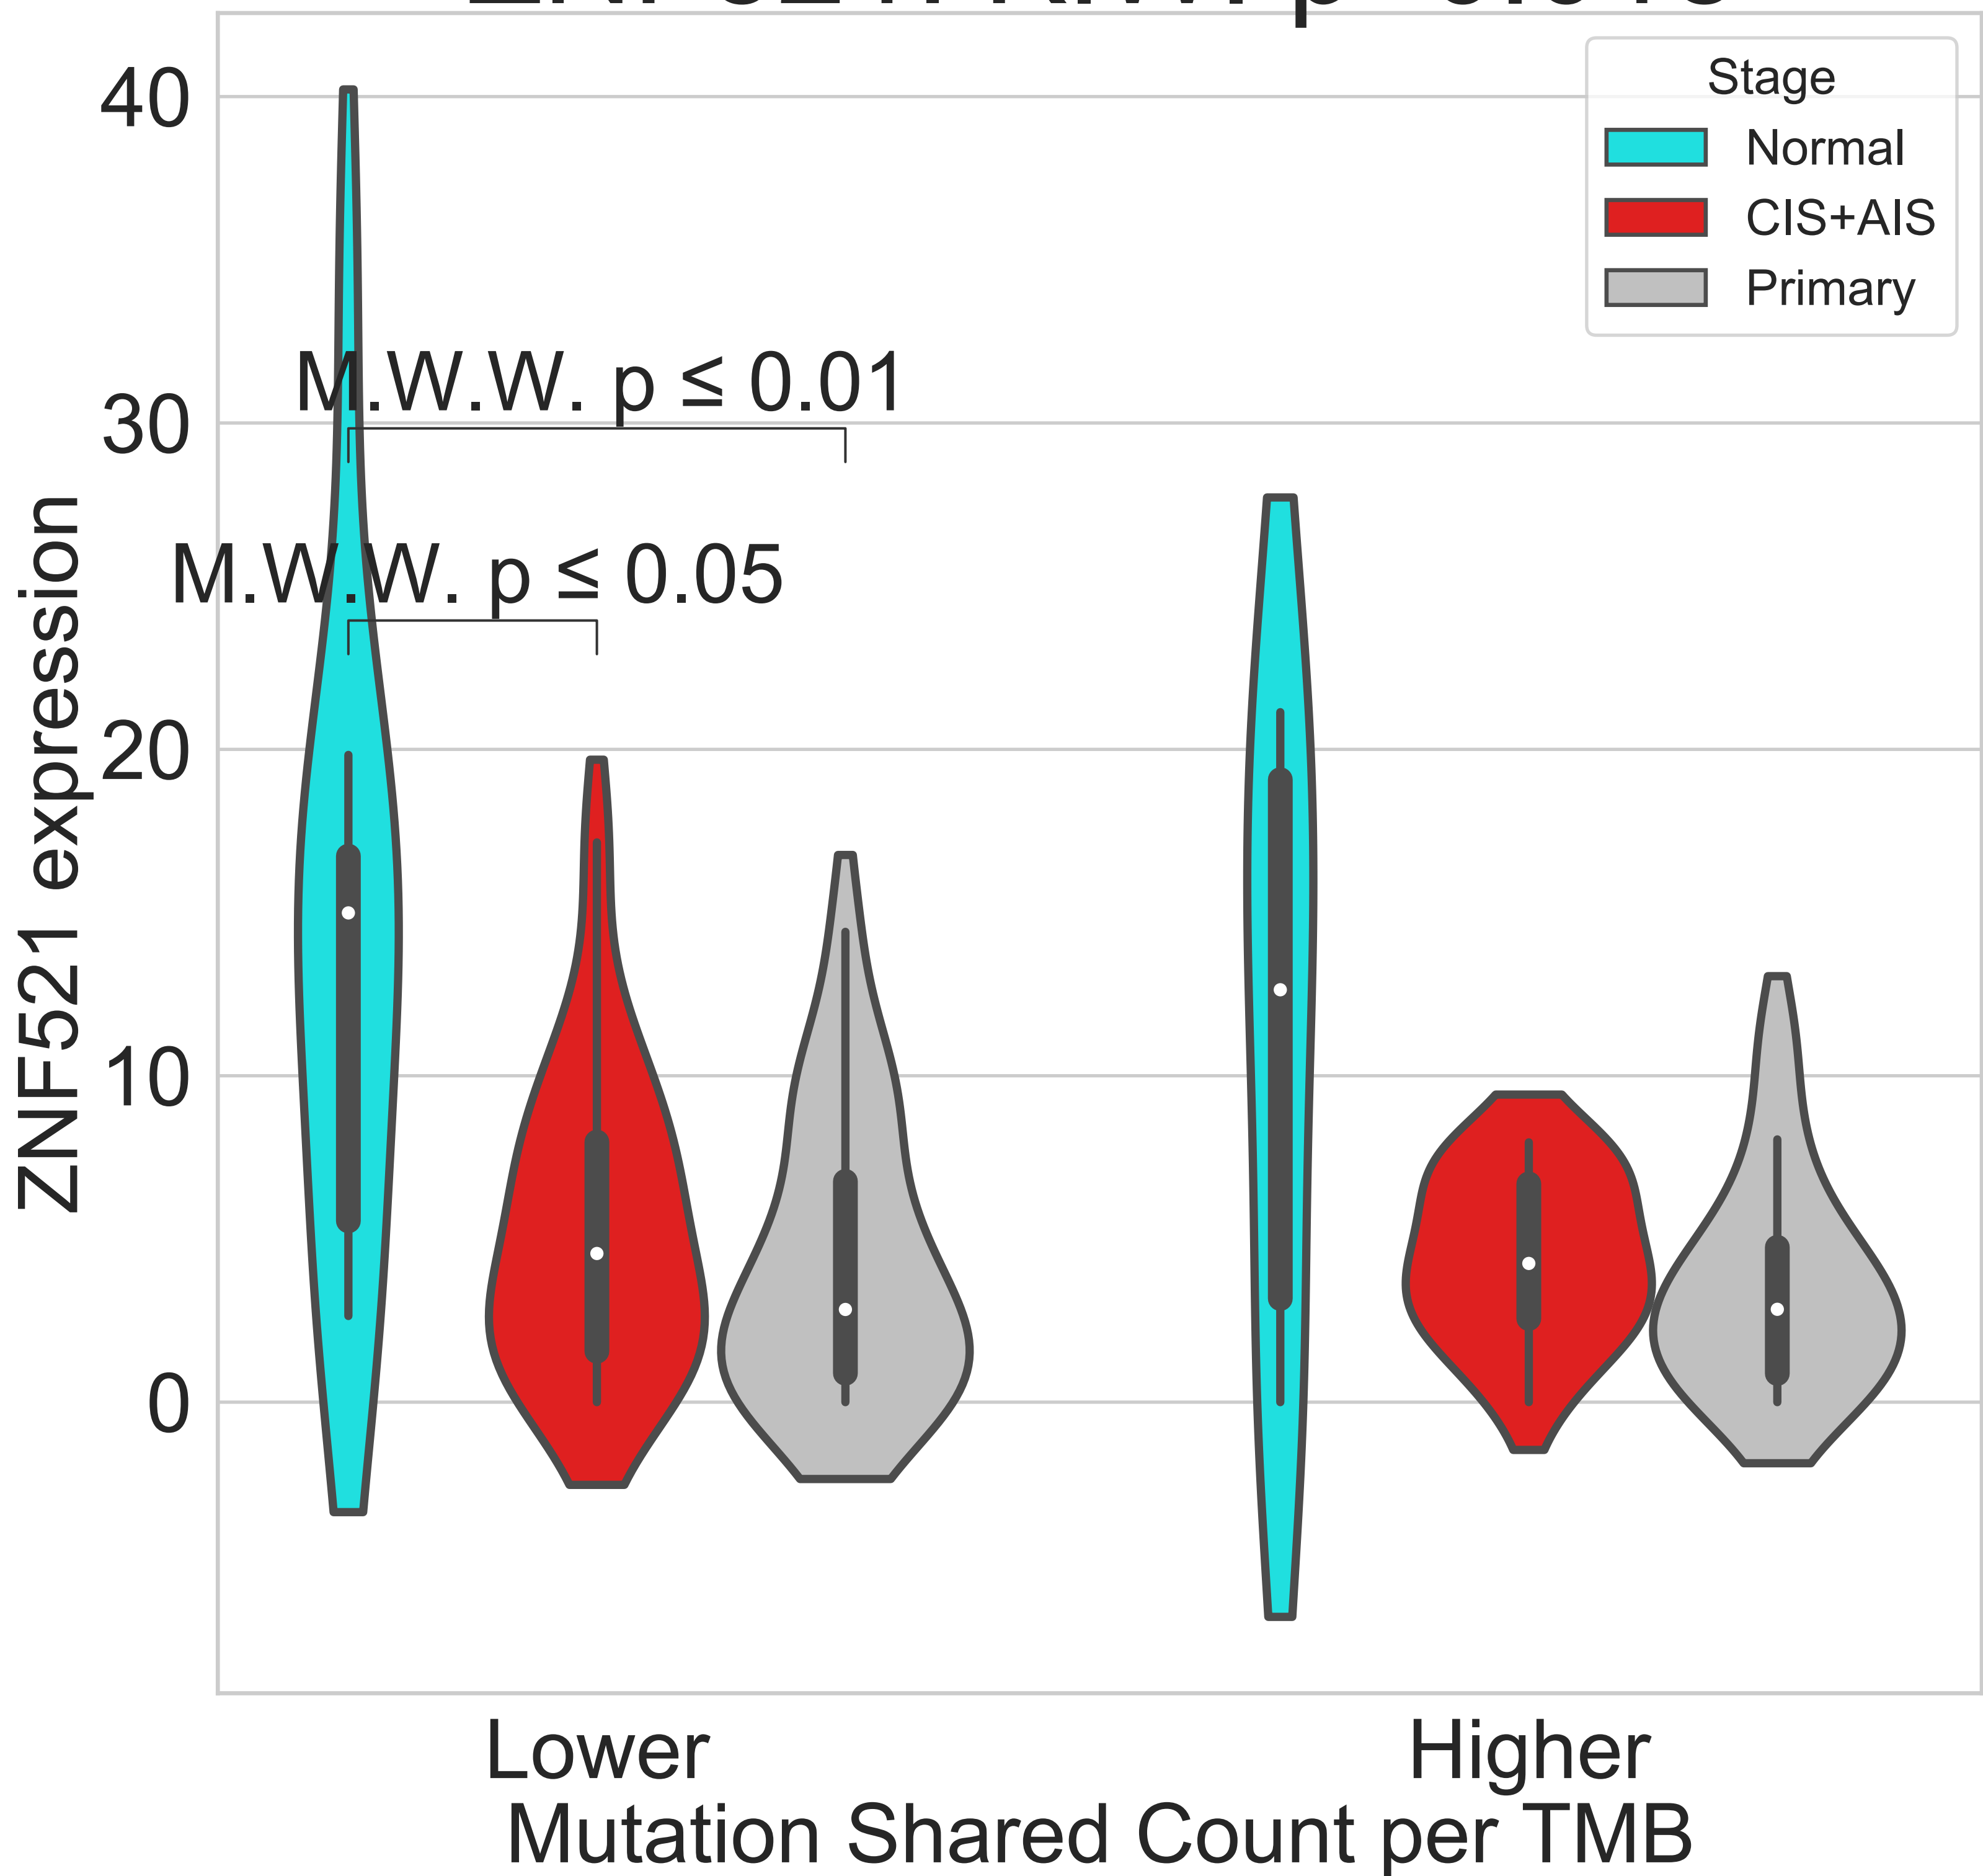 Stage
Normal
CIS+AIS
Primary
40
30
20
10
0
M.W.W. p ≤ 0.01
M.W.W. p ≤ 0.05
ZNF521 expression
Lower
Higher
Mutation Shared Count per TMB